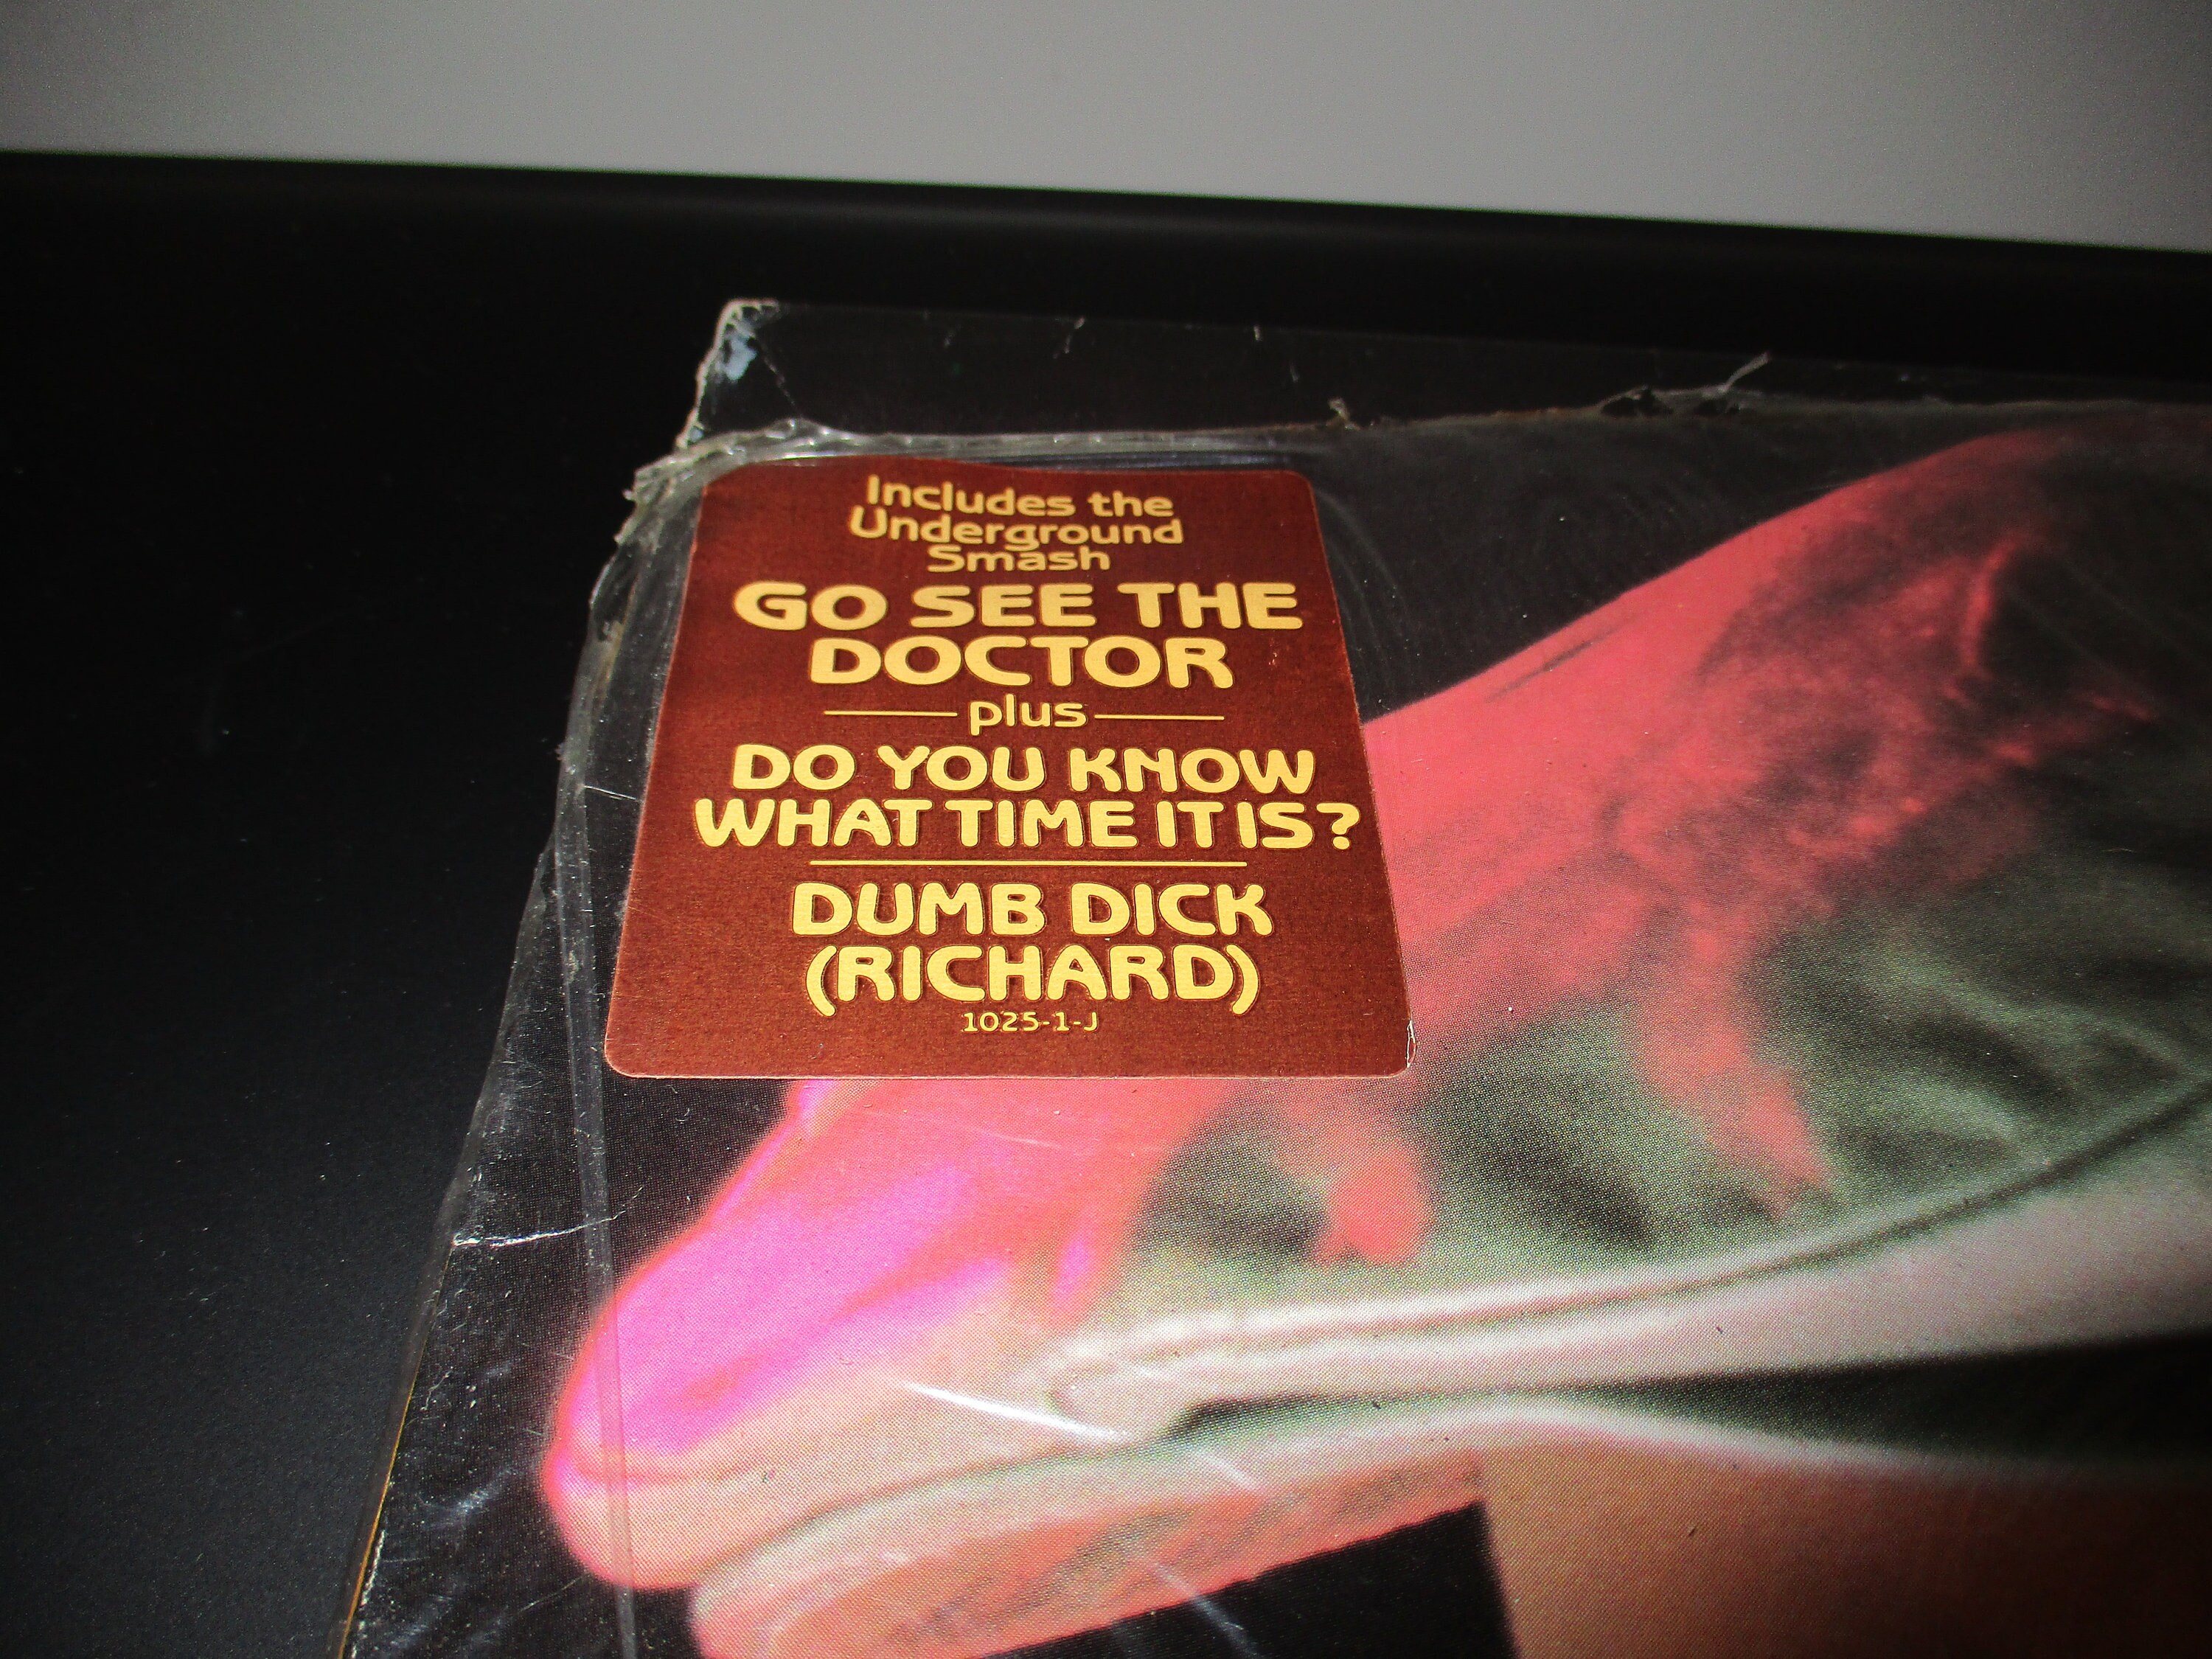 Includes the
Underground
Smash
GO SEE THE
DOCTOR
plus
DO YOU KNOW
WHAT TIME IT IS?
DUMB DICK
(RICHARD)
1025-1-J